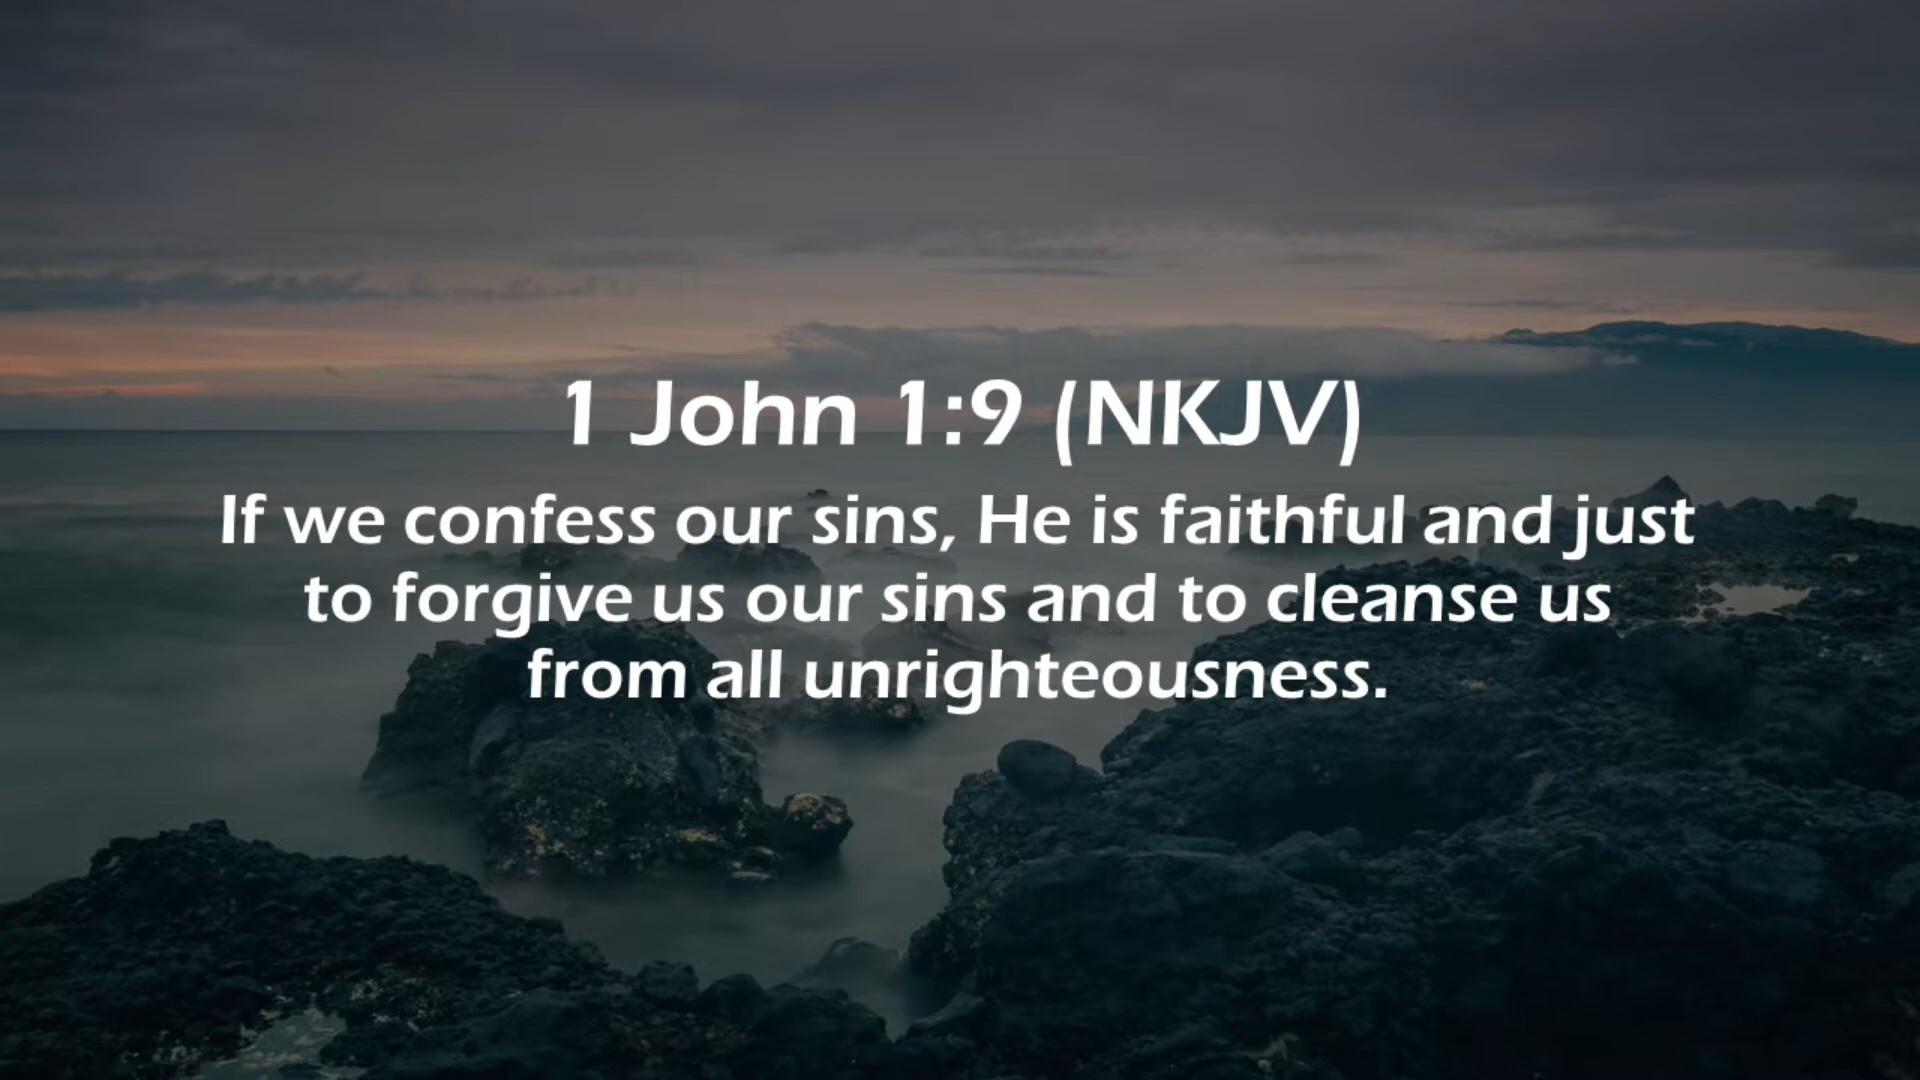 1 John 1:9 (NKJV)
If we confess our sins, He is faithful and just
to forgive us our sins and to cleanse us
from all unrighteousness.